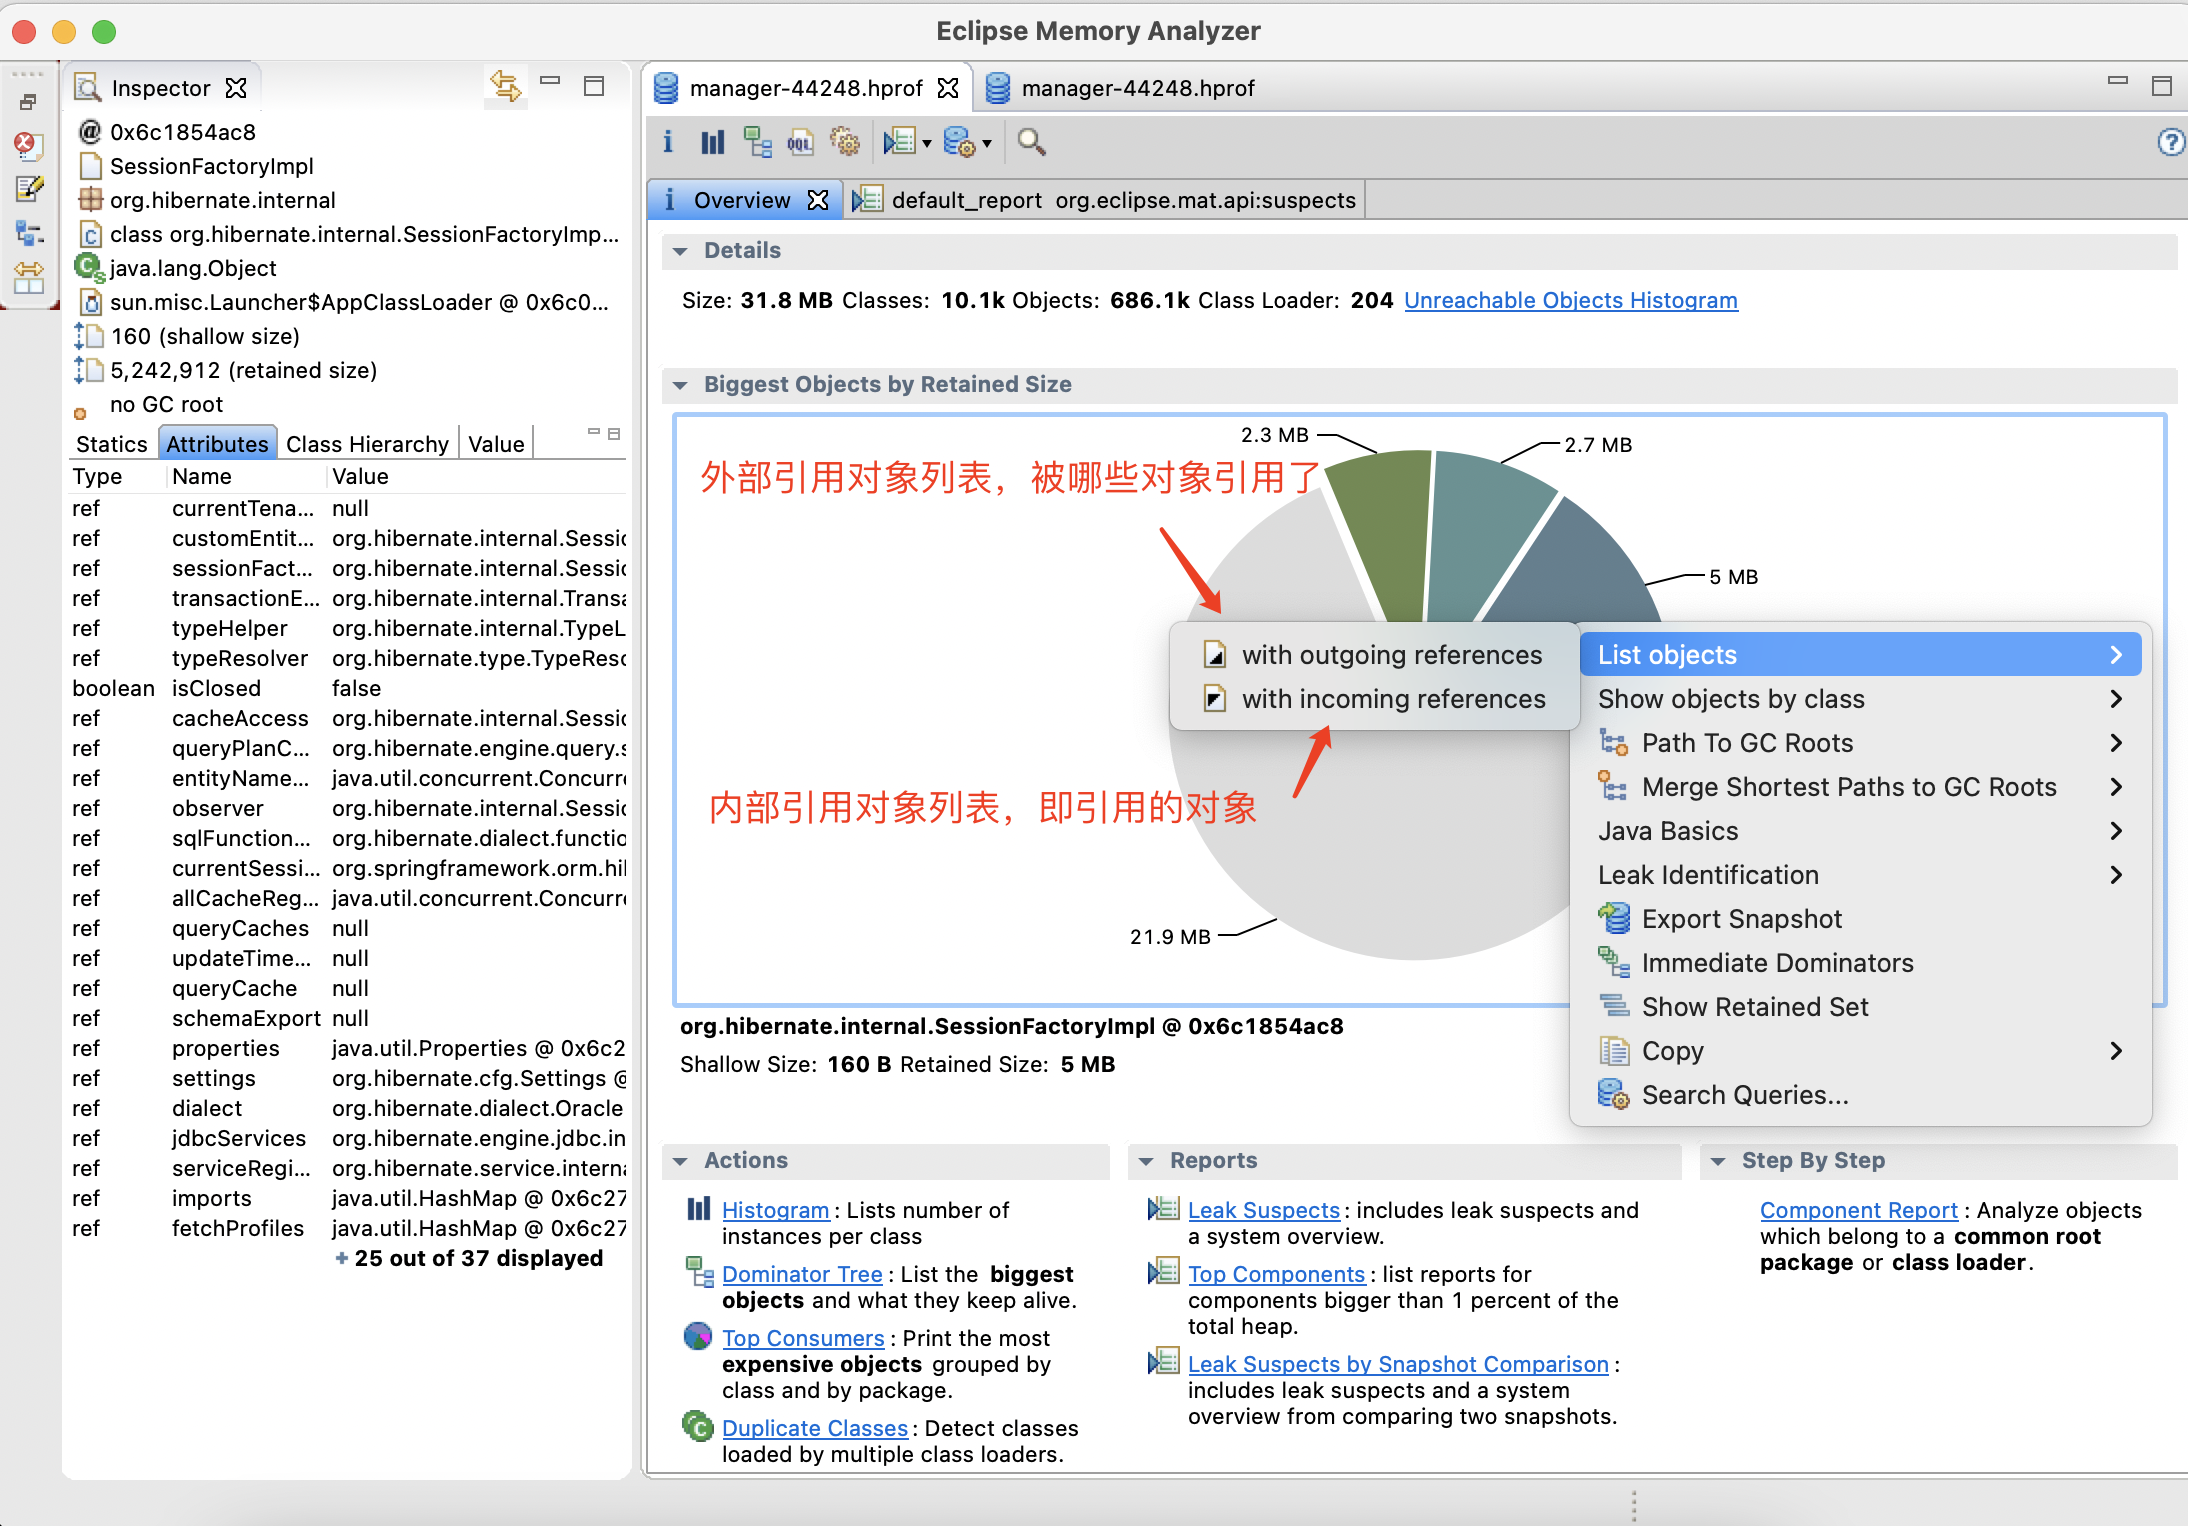 Eclipse Memory Analyzer
Inspector
0x6c1854ac8
SessionFactoryImpl
org.hibernate.internal
class org.hibernate.internal.SessionFactoryImp...
java.lang.Object
sun.misc.Launcher$AppClassLoader @ 0x6c0...
160 (shallow size)
5,242,912 (retained size)
no GC root
Statics Attributes Class Hierarchy Value
Type Name Value
ref currentTena... null
ref customEntit... org.hibernate.internal.Sessic
ref sessionFact... org.hibernate.internal.Sessic
ref transactionE... org.hibernate.internal.Transa
ref typeHelper org.hibernate.internal.TypeL
ref typeResolver org.hibernate.type.TypeResc
boolean isClosed false
ref cacheAccess org.hibernate.internal.Sessic
ref queryPlanC... org.hibernate.engine.query.s
ref entityName... java.util.concurrent.Concurre
ref observer org.hibernate.internal.Sessic
ref sqlFunction... org.hibernate.dialect.functio
ref currentSessi... org.springframework.orm.hil
ref allCacheReg... java.util.concurrent.Concurre
ref queryCaches null
ref updateTime... null
ref queryCache null
ref schemaExport null
ref properties java.util.Properties @ 0x6c2
ref settings org.hibernate.cfg.Settings @
ref dialect org.hibernate.dialect.Oracle
ref jdbcServices org.hibernate.engine.jdbc.in
ref serviceRegi... org.hibernate.service.interna
ref imports java.util.HashMap @ 0x6c27
ref fetchProfiles java.util.HashMap @ 0x6c27
+ 25 out of 37 displayed
manager-44248.hprof manager-44248.hprof
i OQL
i Overview default_report org.eclipse.mat.api:suspects
Details
Size: 31.8 MB Classes: 10.1k Objects: 686.1k Class Loader: 204 Unreachable Objects Histogram
Biggest Objects by Retained Size
2.3 MB
2.7 MB
外部引用对象列表，被哪些对象引用了
5 MB
with outgoing references
with incoming references
内部引用对象列表，即引用的对象
21.9 MB
List objects
Show objects by class
Path To GC Roots
Merge Shortest Paths to GC Roots
Java Basics
Leak Identification
Export Snapshot
Immediate Dominators
Show Retained Set
Copy
Search Queries...
org.hibernate.internal.SessionFactoryImpl @ 0x6c1854ac8
Shallow Size: 160 B Retained Size: 5 MB
Actions
Histogram: Lists number of
instances per class
Dominator Tree: List the biggest
objects and what they keep alive.
Top Consumers: Print the most
expensive objects grouped by
class and by package.
Duplicate Classes: Detect classes
loaded by multiple class loaders.
Reports
Leak Suspects: includes leak suspects and
a system overview.
Top Components: list reports for
components bigger than 1 percent of the
total heap.
Leak Suspects by Snapshot Comparison:
includes leak suspects and a system
overview from comparing two snapshots.
Step By Step
Component Report: Analyze objects
which belong to a common root
package or class loader.